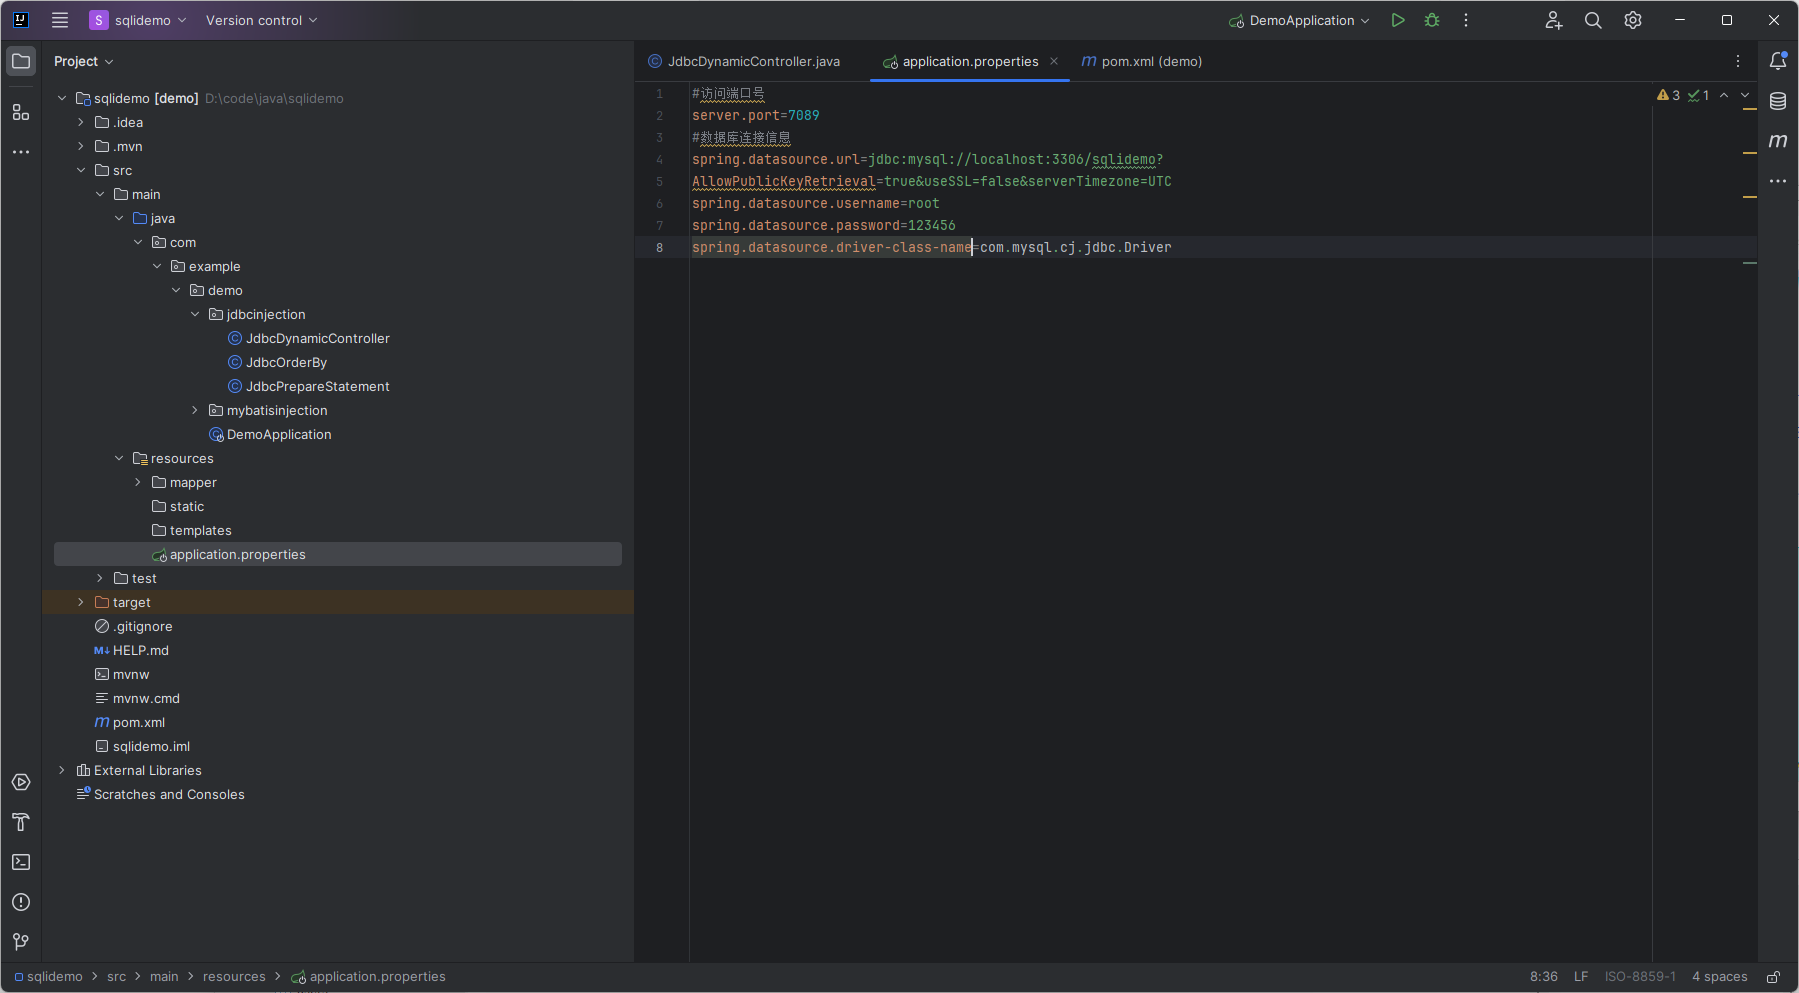 S sqlidemo Version control DemoApplication
Project
sqlidemo [demo] D:\code\java\sqlidemo
.idea
.mvn
src
main
java
com
example
demo
jdbcinjection
JdbcDynamicController
JdbcOrderBy
JdbcPrepareStatement
mybatisinjection
DemoApplication
resources
mapper
static
templates
application.properties
test
target
.gitignore
M↓ HELP.md
mvnw
mvnw.cmd
m pom.xml
sqlidemo.iml
External Libraries
Scratches and Consoles
JdbcDynamicController.java application.properties m pom.xml (demo)
3 1
1 #访问端口号
2 server.port=7089
3 #数据库连接信息
4 spring.datasource.url=jdbc:mysql://localhost:3306/sqlidemo?
5 AllowPublicKeyRetrieval=true&useSSL=false&serverTimezone=UTC
6 spring.datasource.username=root
7 spring.datasource.password=123456
8 spring.datasource.driver-class-name=com.mysql.cj.jdbc.Driver
m
sqlidemo > src > main > resources > application.properties 8:36 LF ISO-8859-1 4 spaces